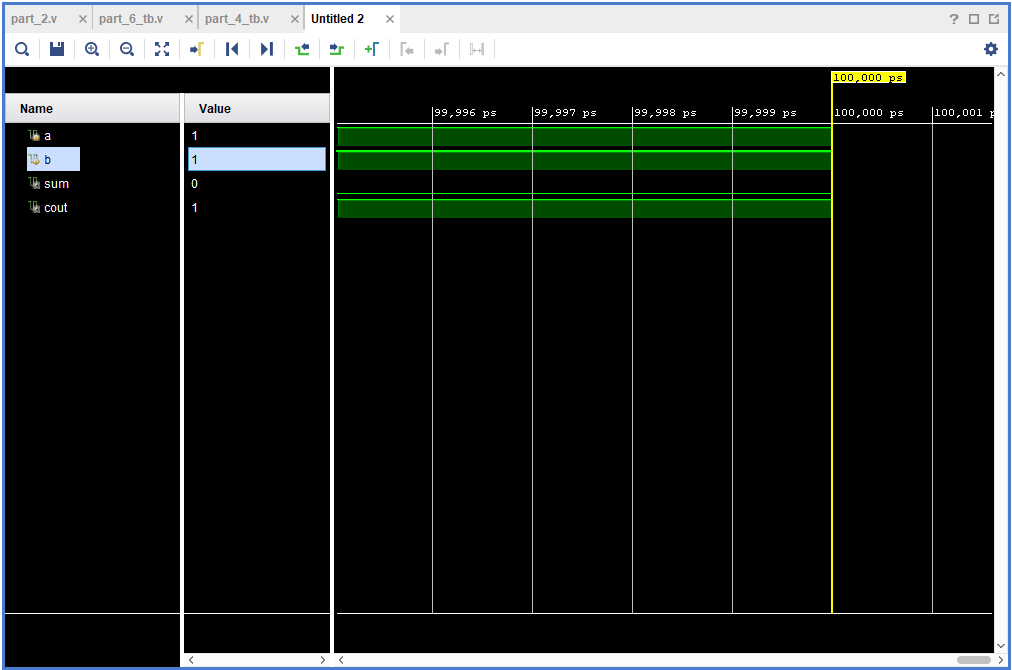 part_2.v part_6_tb.v part_4_tb.v Untitled 2
?
100,000 ps
Name Value
99,996 ps 99,997 ps 99,998 ps 99,999 ps 100,000 ps 100,001 p
a 1
b 1
sum 0
cout 1